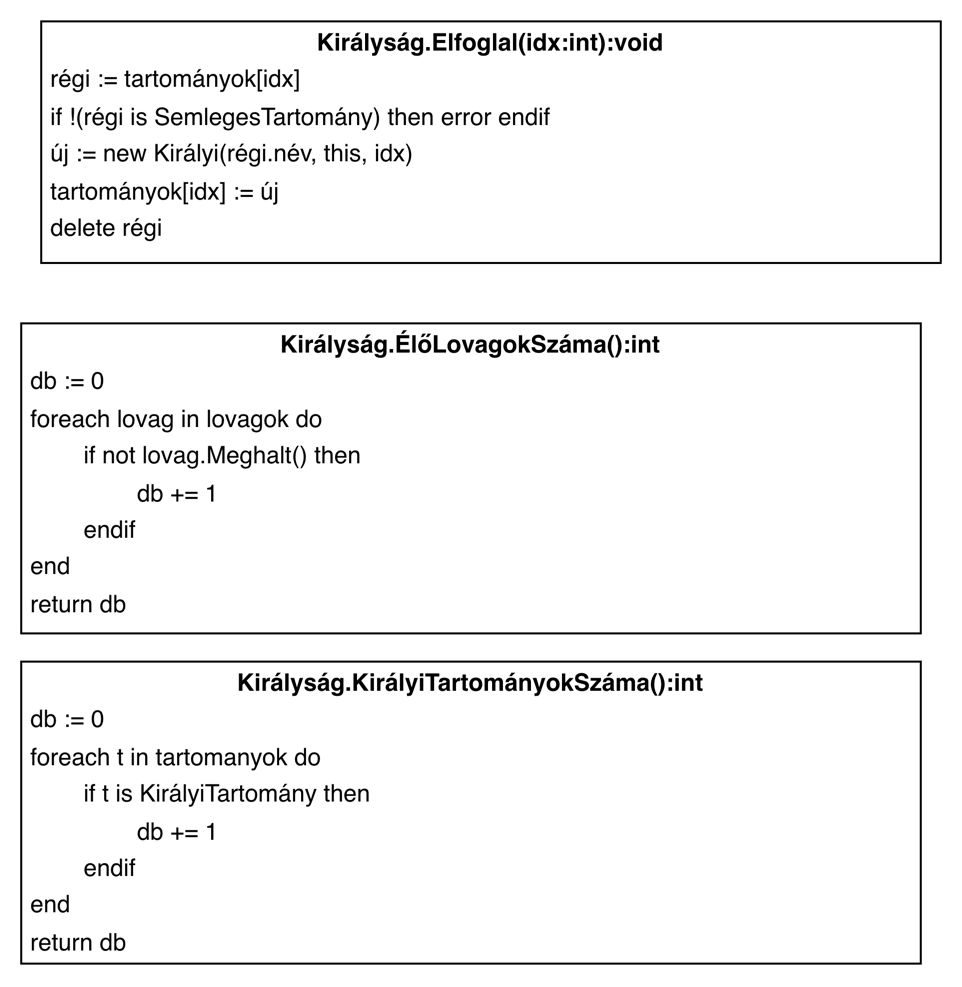 Királyság.Elfoglal(idx:int):void
régi := tartományok[idx]
if !(régi is SemlegesTartomány) then error endif
új := new Királyi(régi.név, this, idx)
tartományok[idx] := új
delete régi
Királyság.ÉlőLovagokSzáma():int
db := 0
foreach lovag in lovagok do
if not lovag.Meghalt() then
db += 1
endif
end
return db
Királyság.KirályiTartományokSzáma():int
db := 0
foreach t in tartomanyok do
if t is KirályiTartomány then
db += 1
endif
end
return db